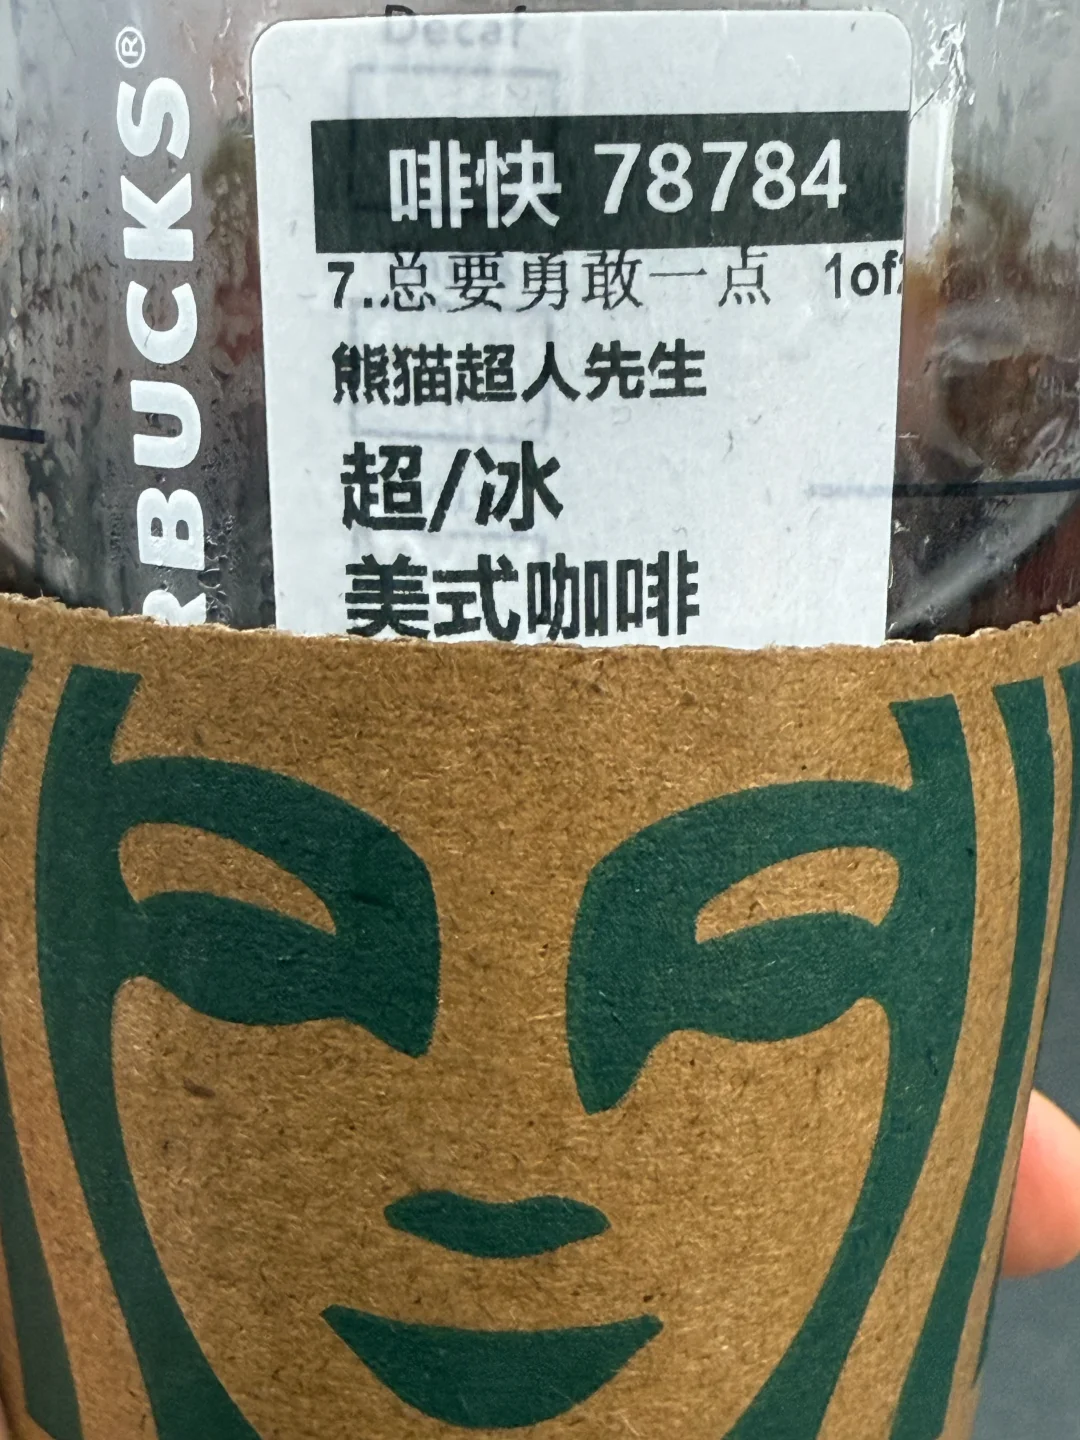 Decaf
啡快 78784
7.总要勇敢一点 1of
熊猫超人先生
超/冰
美式咖啡
RBUCKS®